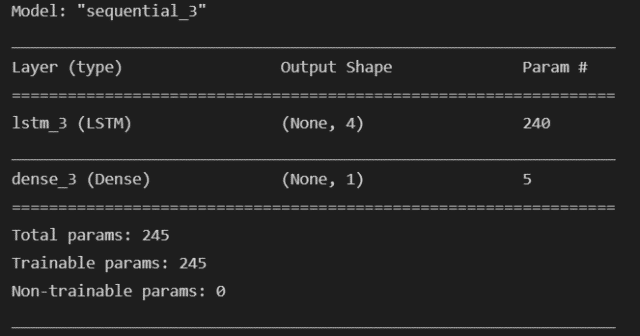 Model: "sequential_3"
_________________________________________________________________
Layer (type)                 Output Shape              Param #
=================================================================
lstm_3 (LSTM)                (None, 4)                 240
_________________________________________________________________
dense_3 (Dense)              (None, 1)                 5
=================================================================
Total params: 245
Trainable params: 245
Non-trainable params: 0
_________________________________________________________________